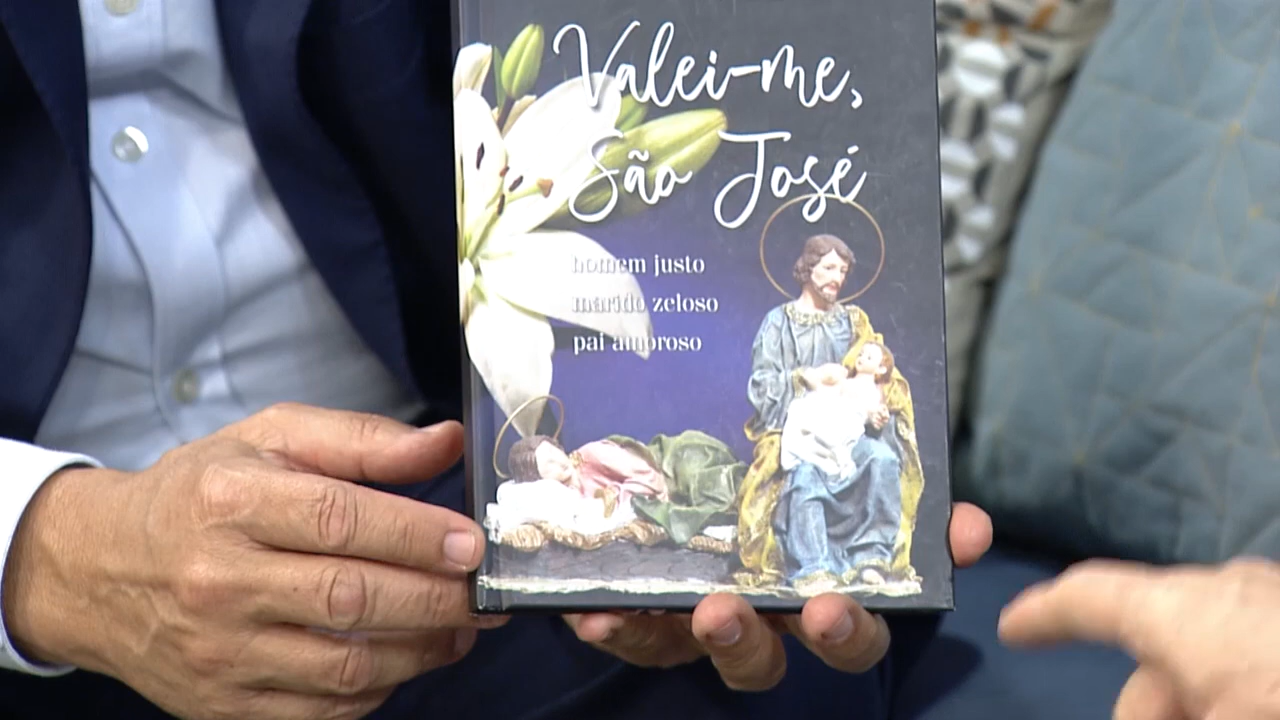 Valei-me,
São José
homem justo
marido zeloso
pai amoroso